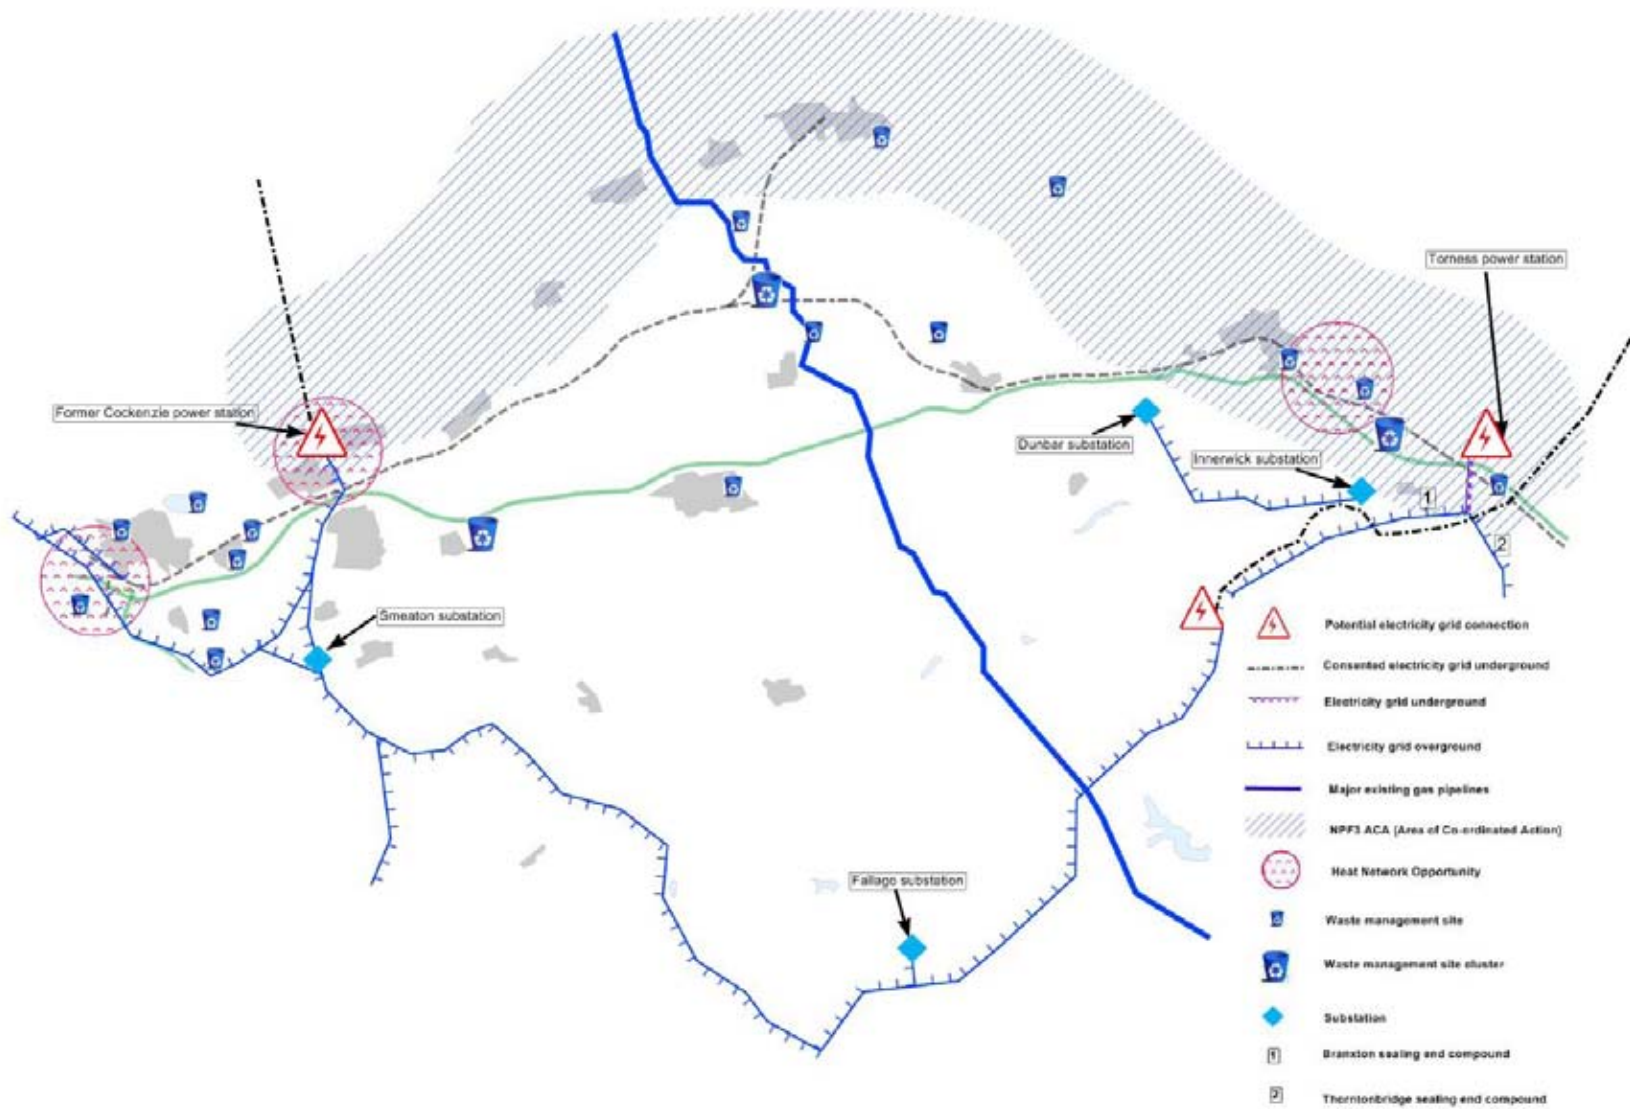 Torness power station
Former Cockenzie power station
Dunbar substation
Innerwick substation
1
2
Smeaton substation
Fallago substation
Potential electricity grid connection
Consented electricity grid underground
Electricity grid underground
Electricity grid overground
Major existing gas pipelines
NPF3 ACA (Area of Co-ordinated Action)
Heat Network Opportunity
Waste management site
Waste management site cluster
Substation
1 Branxton sealing end compound
2 Thorntonbridge sealing end compound